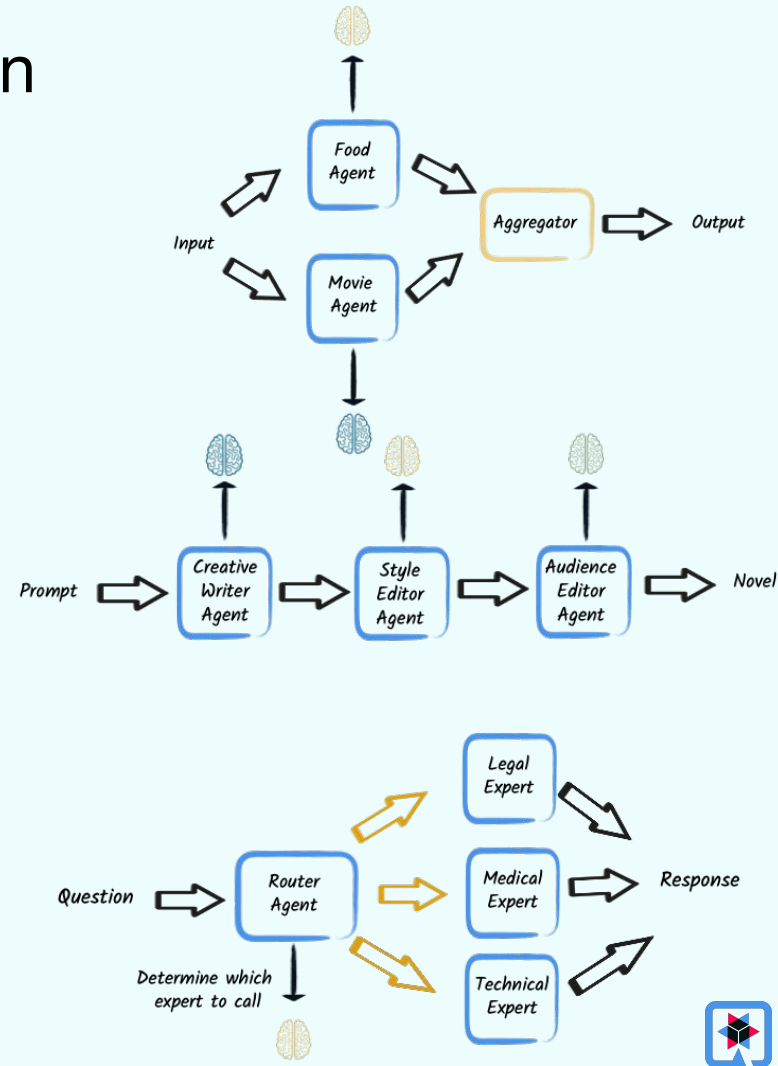 n
Food
Agent
Input
Aggregator
Output
Movie
Agent
Prompt
Creative
Writer
Agent
Style
Editor
Agent
Audience
Editor
Agent
Novel
Legal
Expert
Question
Router
Agent
Medical
Expert
Response
Determine which
expert to call
Technical
Expert